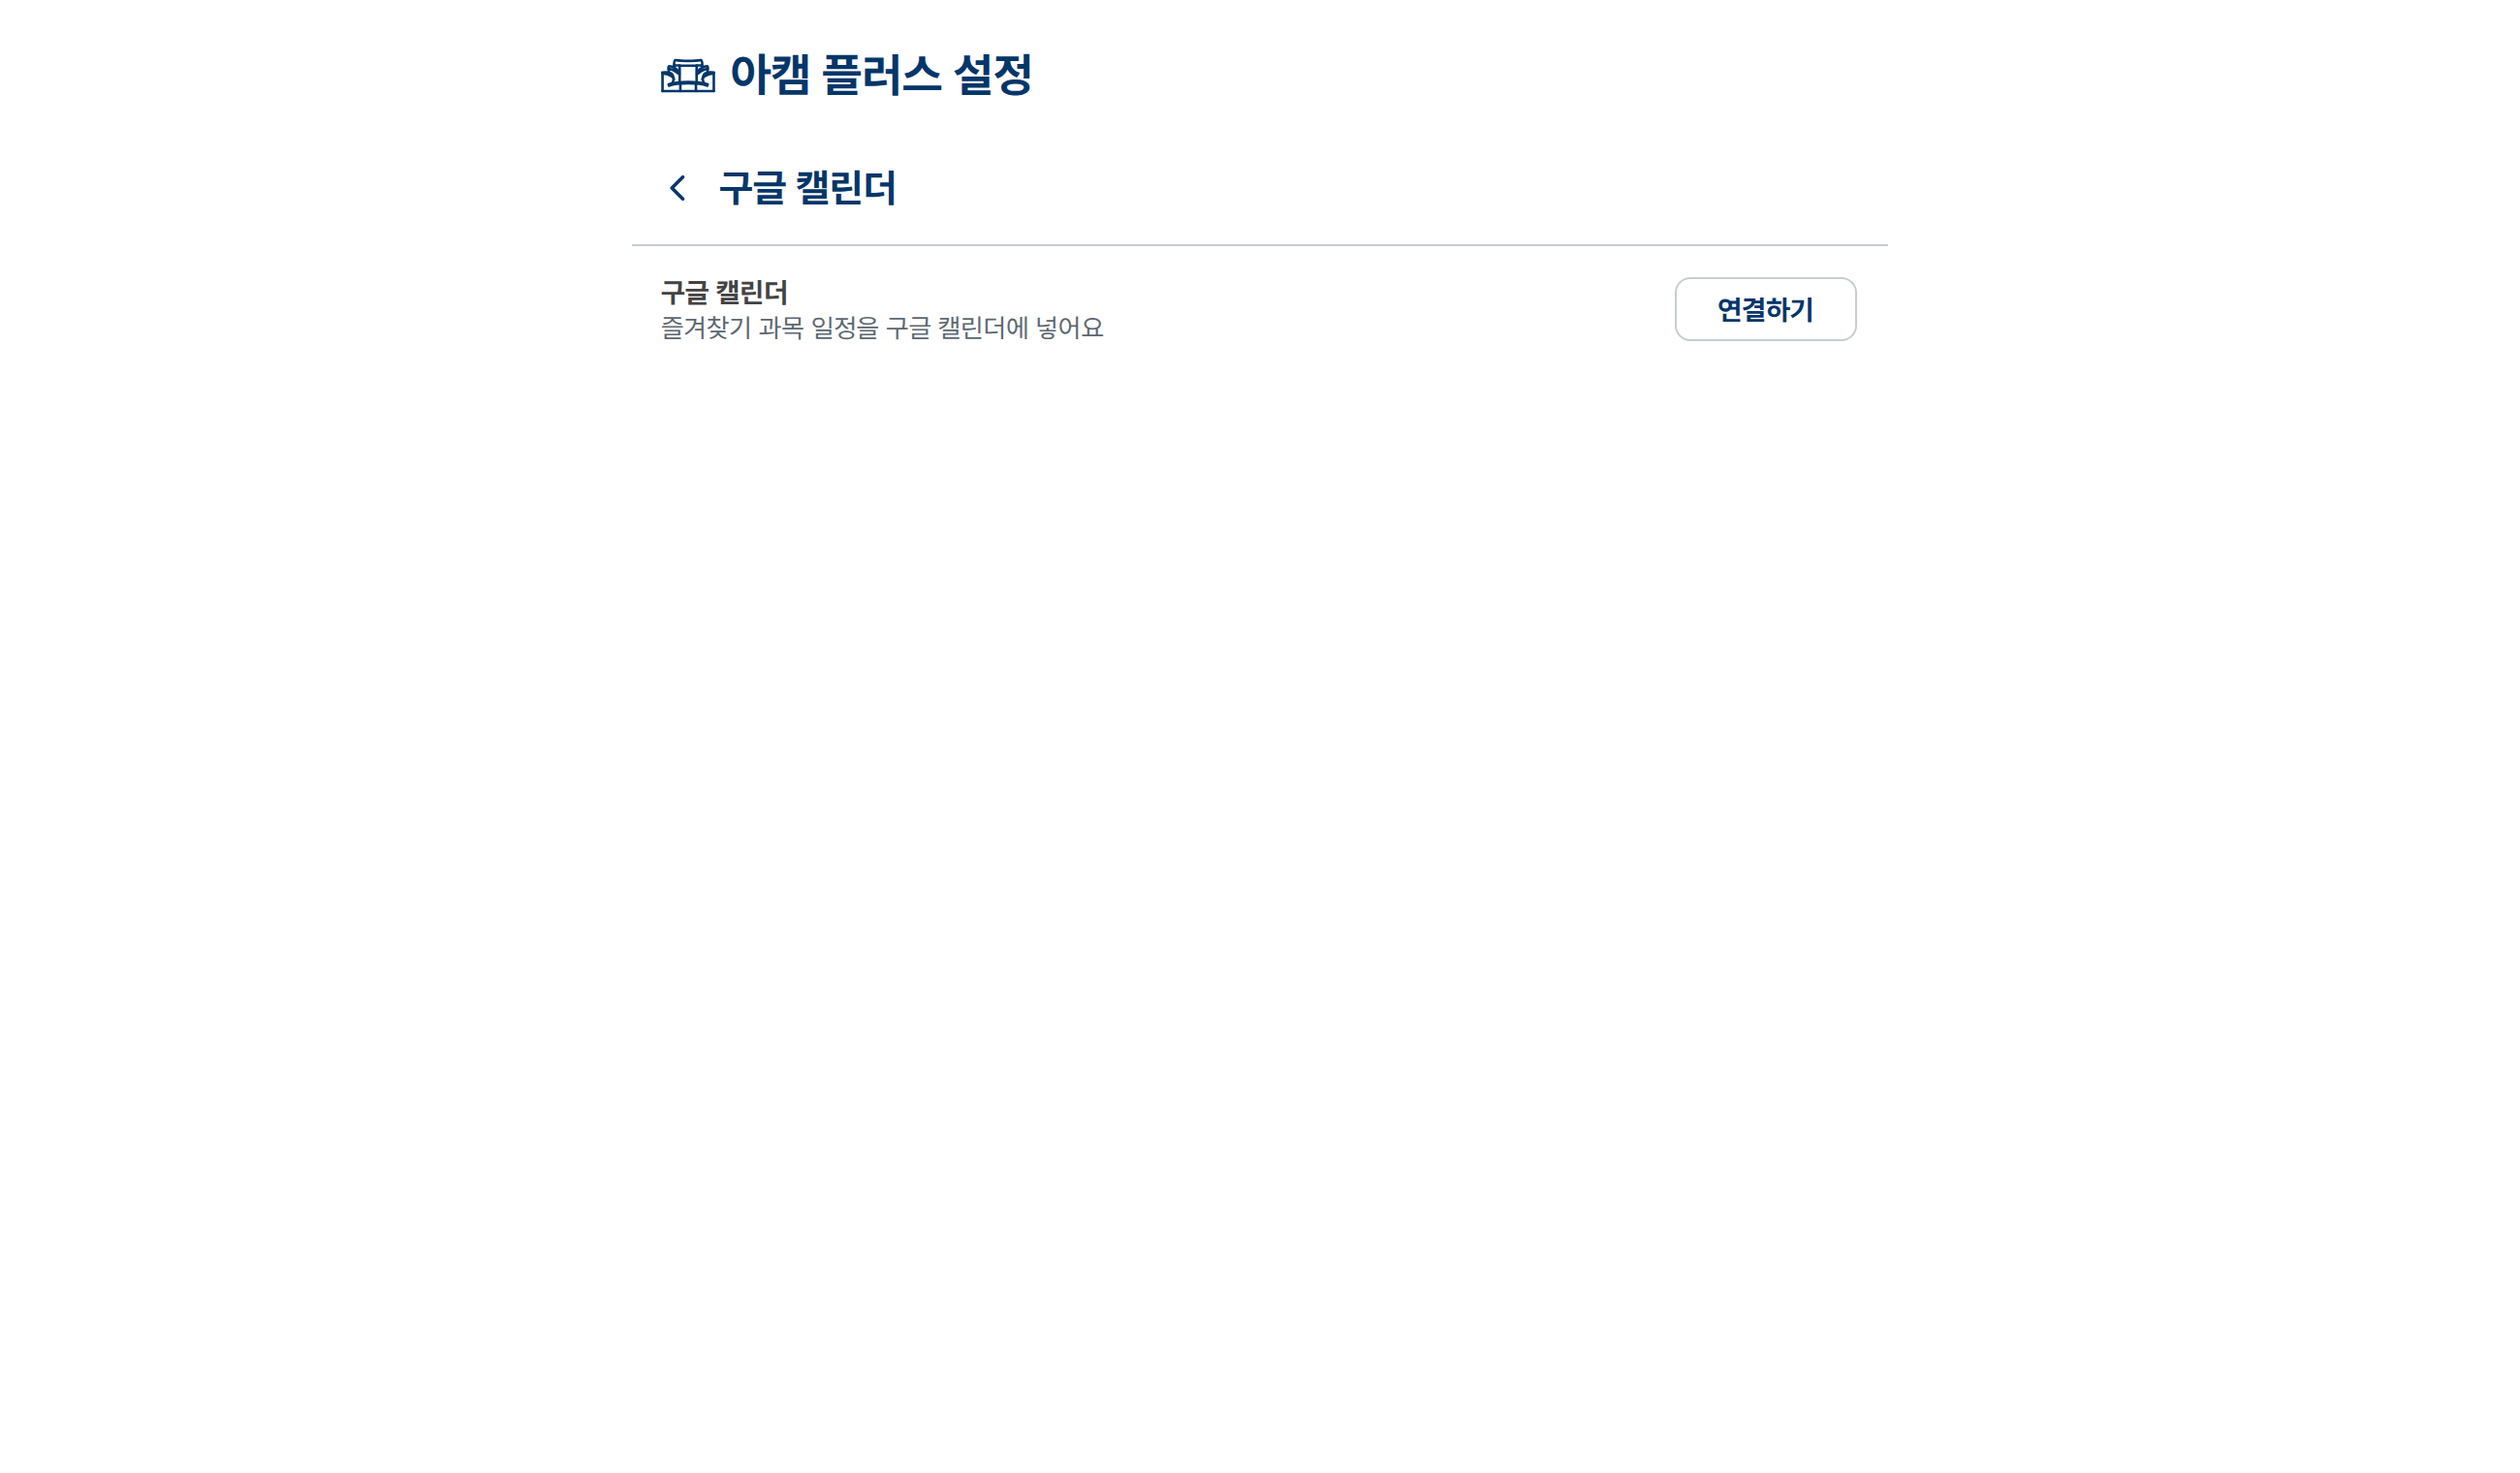 아캠 플러스 설정
구글 캘린더
구글 캘린더
즐겨찾기 과목 일정을 구글 캘린더에 넣어요
연결하기